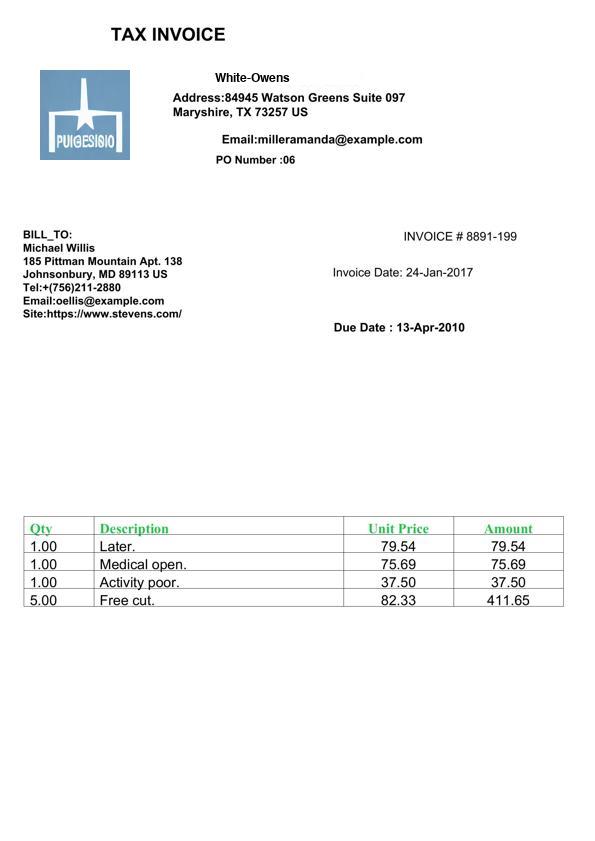 TAX INVOICE
PUIGESISIO
White-Owens
Address:84945 Watson Greens Suite 097
Maryshire, TX 73257 US
Email:milleramanda@example.com
PO Number :06
BILL_TO:
Michael Willis
185 Pittman Mountain Apt. 138
Johnsonbury, MD 89113 US
Tel:+(756)211-2880
Email:oellis@example.com
Site:https://www.stevens.com/
INVOICE # 8891-199
Invoice Date: 24-Jan-2017
Due Date : 13-Apr-2010
Qty Description Unit Price Amount
1.00 Later. 79.54 79.54
1.00 Medical open. 75.69 75.69
1.00 Activity poor. 37.50 37.50
5.00 Free cut. 82.33 411.65